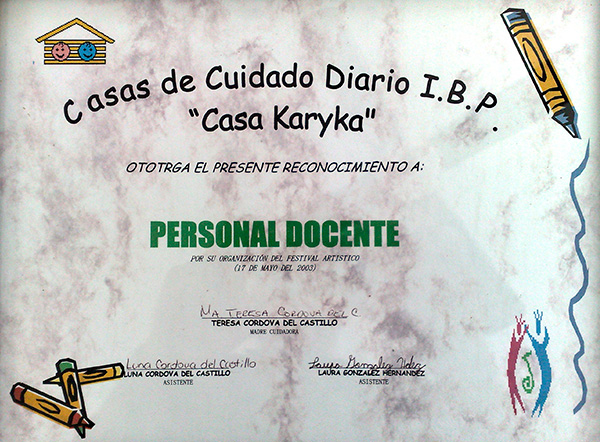 Casas de Cuidado Diario I.B.P.
"Casa Karyka"
OTOTRGA EL PRESENTE RECONOCIMIENTO A:
PERSONAL DOCENTE
POR SU ORGANIZACIÓN DEL FESTIVAL ARTISTICO
(17 DE MAYO DEL 2003)
MA. TERESA CORDOVA DEL C
TERESA CORDOVA DEL CASTILLO
MADRE CUIDADORA
Luna Cordova del Castillo
LUNA CORDOVA DEL CASTILLO
ASISTENTE
Laura Gonzalez
LAURA GONZALEZ HERNANDEZ
ASISTENTE